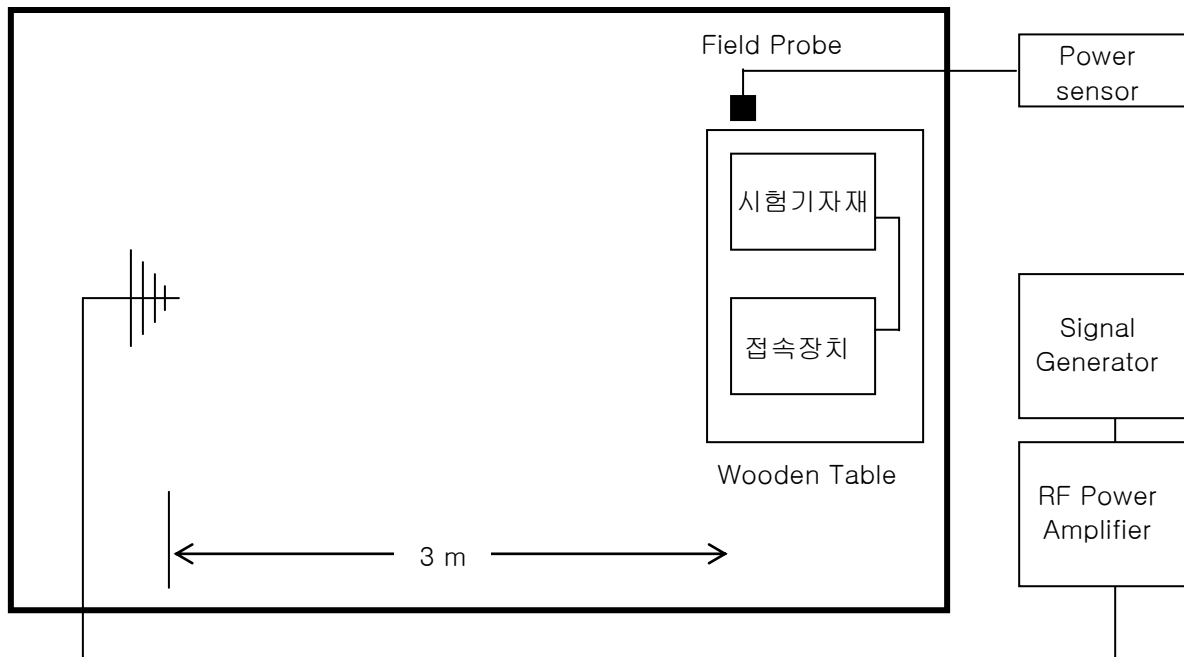 Field Probe
Power
sensor
시험기자재
접속장치
Signal
Generator
Wooden Table
RF Power
Amplifier
3 m